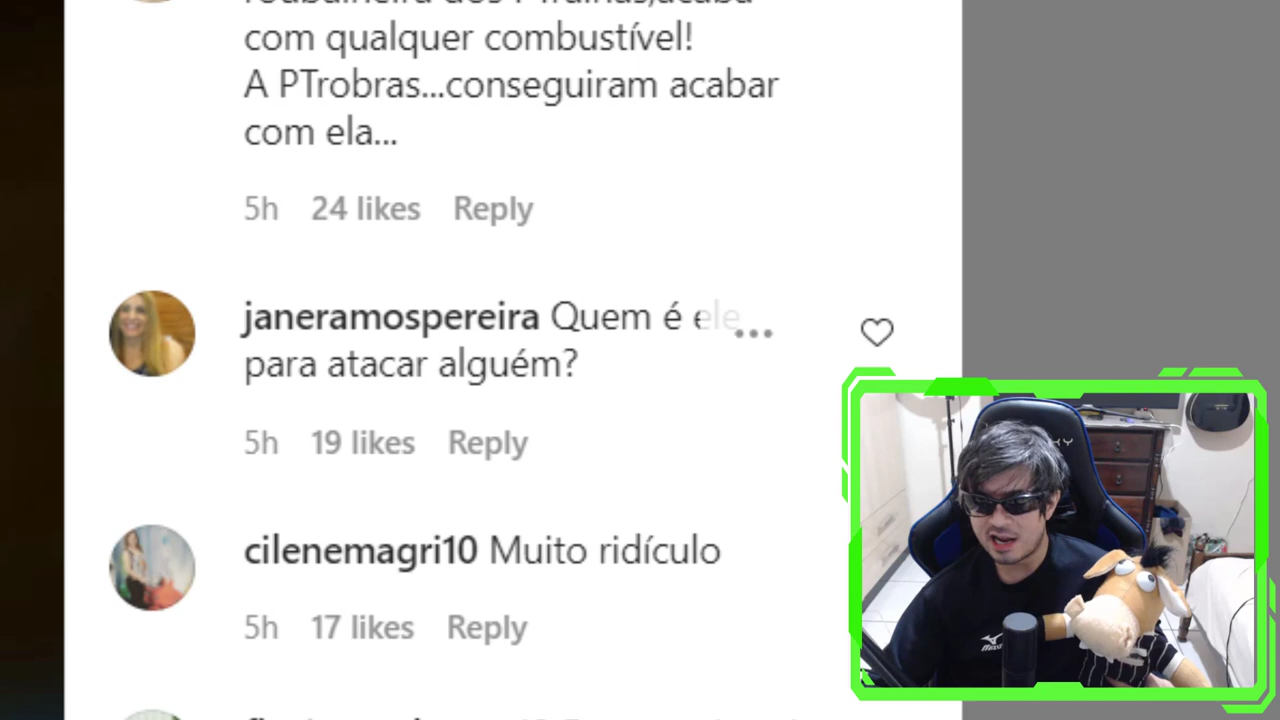 com qualquer combustível!
A PTrobras...conseguiram acabar
com ela...
5h 24 likes Reply
janeramospereira Quem é ele
para atacar alguém?
5h 19 likes Reply
cilenemagri10 Muito ridículo
5h 17 likes Reply